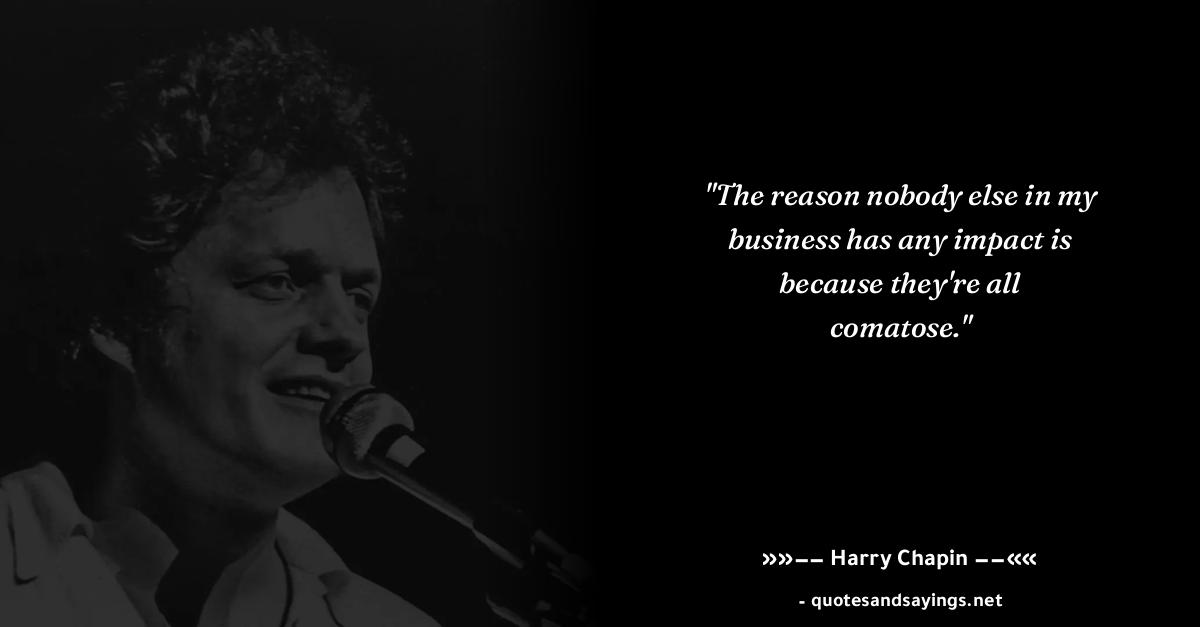 "The reason nobody else in my
business has any impact is
because they're all
comatose."
»»−− Harry Chapin −−««
- quotesandsayings.net